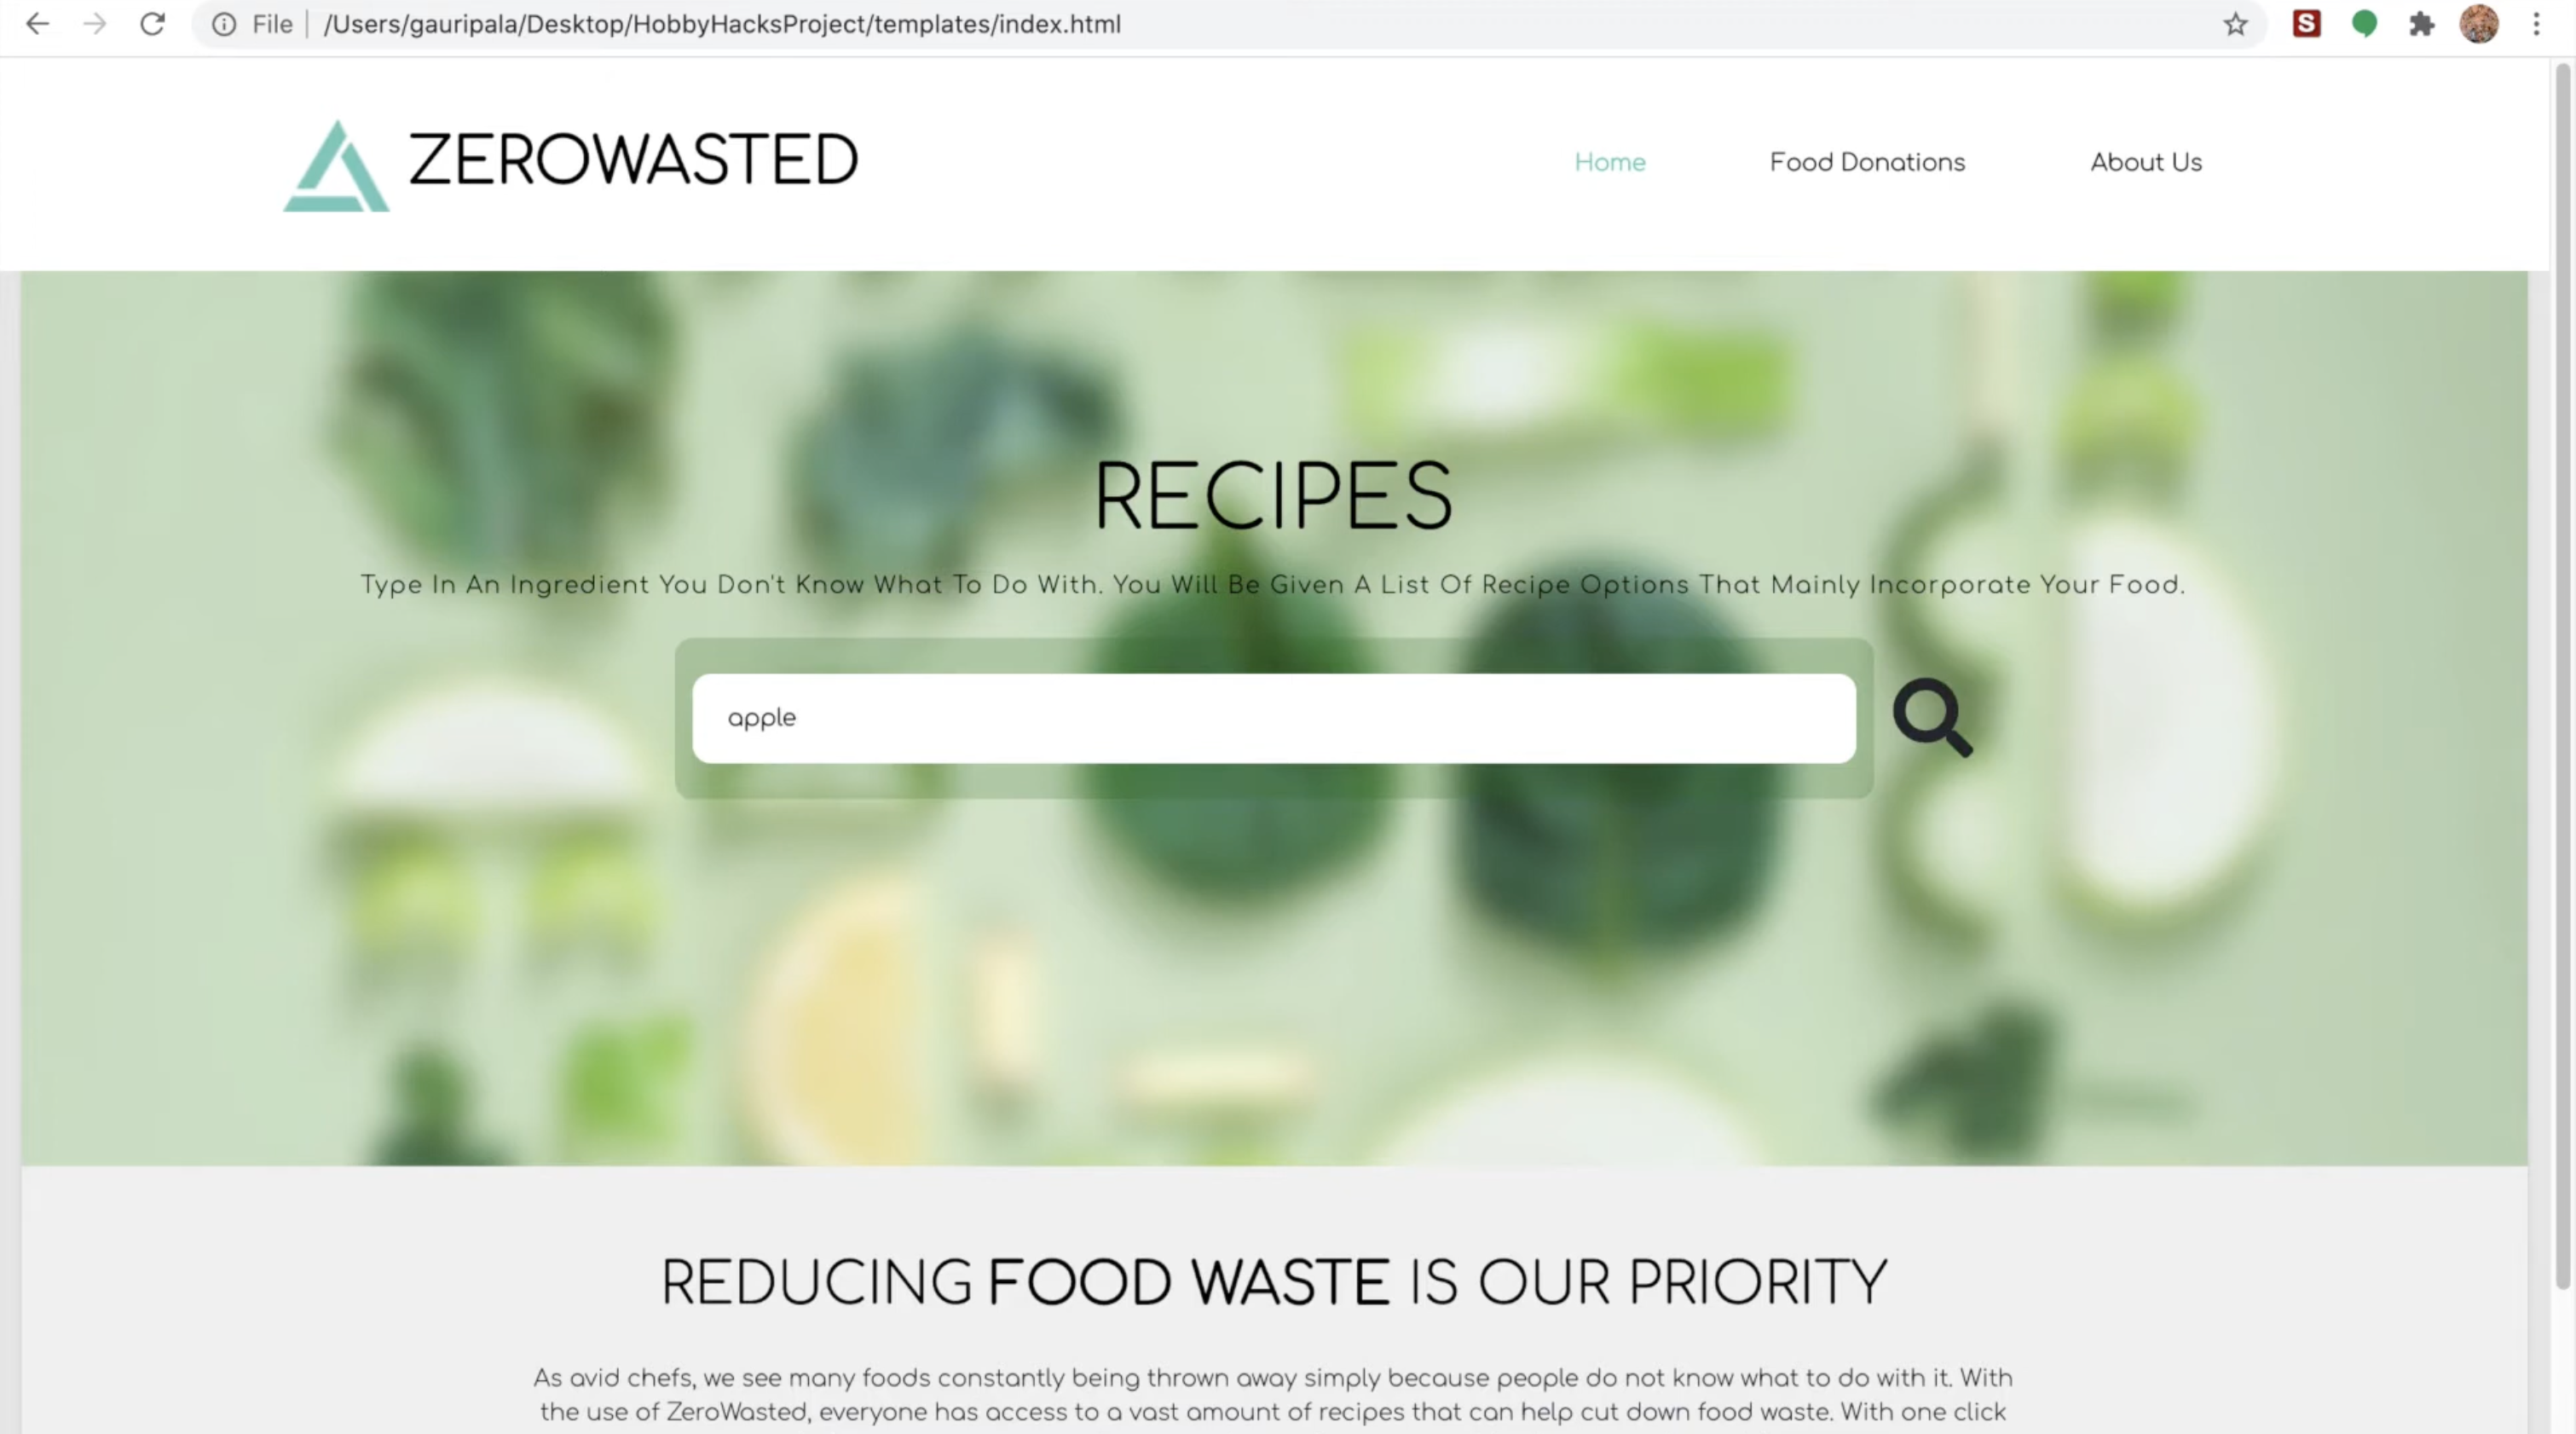 File /Users/gauripala/Desktop/HobbyHacksProject/templates/index.html
S
ZEROWASTED
Home
Food Donations
About Us
RECIPES
Type In An Ingredient You Don't Know What To Do With. You Will Be Given A List Of Recipe Options That Mainly Incorporate Your Food.
apple
REDUCING FOOD WASTE IS OUR PRIORITY
As avid chefs, we see many foods constantly being thrown away simply because people do not know what to do with it. With
the use of ZeroWasted, everyone has access to a vast amount of recipes that can help cut down food waste. With one click